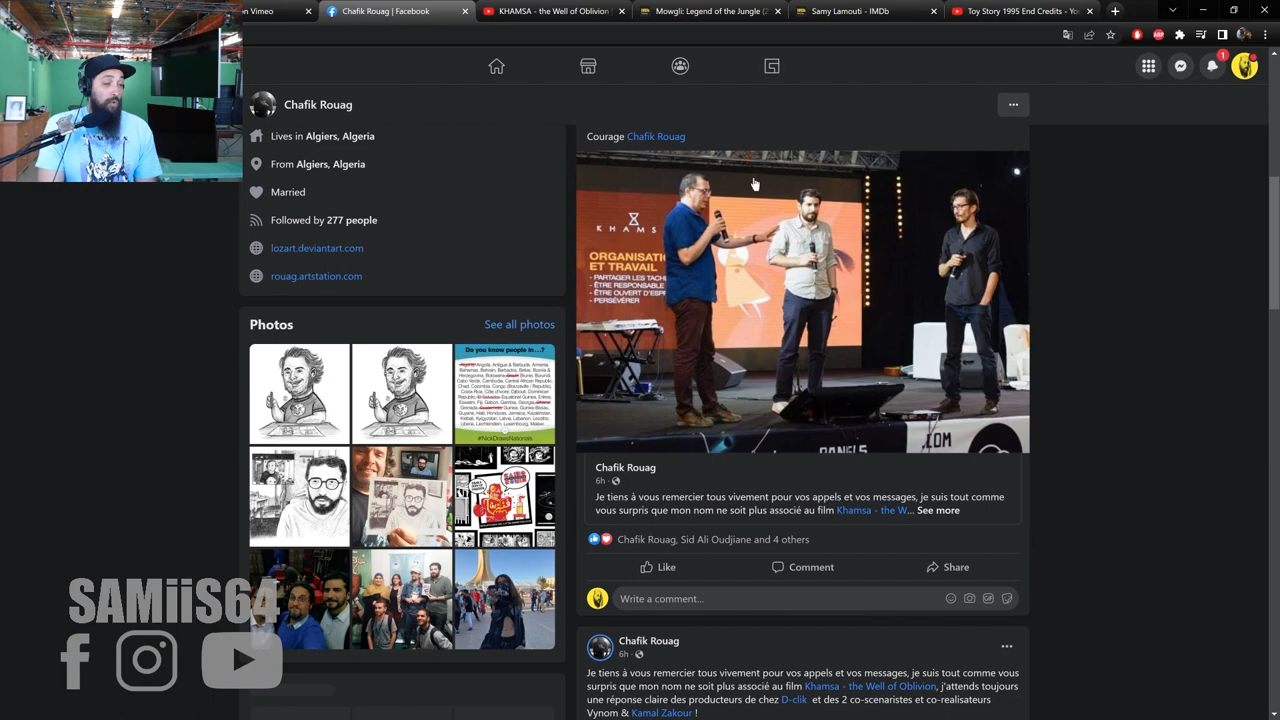 on Vimeo
Chafik Rouag | Facebook
KHAMSA - the Well of Oblivion
Mowgli: Legend of the Jungle (2
Samy Lamouti - IMDb
Toy Story 1995 End Credits - Yo
ABP
1
Chafik Rouag
Lives in Algiers, Algeria
From Algiers, Algeria
Married
Followed by 277 people
lozart.deviantart.com
rouag.artstation.com
Photos
See all photos
Do you know people in...?
#NickDrawsNationals
SAMiiS64
Courage Chafik Rouag
KHAMS
ORGANISATI
ET TRAVAIL
- PARTAGER LES TACH
- ÊTRE RESPONSABLE
- ÊTRE OUVERT D'ESP
- PERSÉVÉRER
.COM
Chafik Rouag
6h ·
Je tiens à vous remercier tous vivement pour vos appels et vos messages, je suis tout comme
vous surpris que mon nom ne soit plus associé au film Khamsa - the W... See more
Chafik Rouag, Sid Ali Oudjiane and 4 others
Like
Comment
Share
Write a comment...
GIF
Chafik Rouag
6h ·
Je tiens à vous remercier tous vivement pour vos appels et vos messages, je suis tout comme vous
surpris que mon nom ne soit plus associé au film Khamsa - the Well of Oblivion, j'attends toujours
une réponse claire des producteurs de chez D-clik et des 2 co-scenaristes et co-realisateurs
Vynom & Kamal Zakour !